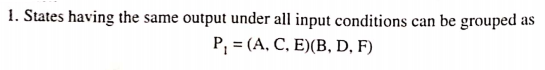 1. States having the same output under all input conditions can be grouped as
P₁ = (A, C, E)(B, D, F)